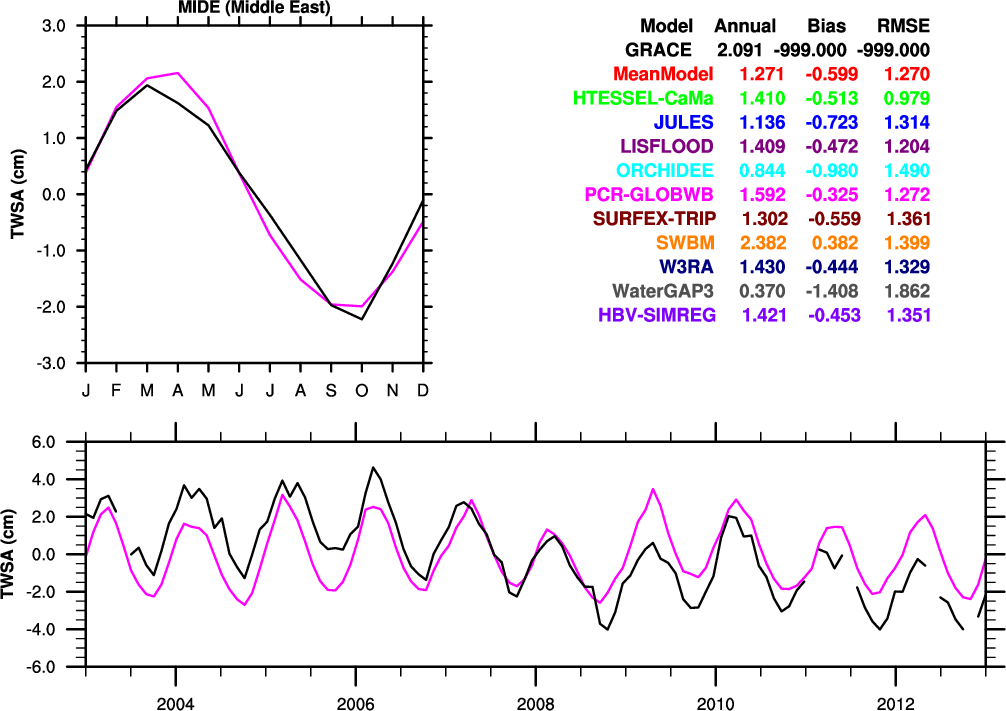 MIDE (Middle East)
3.0
2.0
1.0
0.0
-1.0
-2.0
-3.0
TWSA (cm)
J F M A M J J A S O N D
Model Annual Bias RMSE
GRACE 2.091 -999.000 -999.000
MeanModel 1.271 -0.599 1.270
HTESSEL-CaMa 1.410 -0.513 0.979
JULES 1.136 -0.723 1.314
LISFLOOD 1.409 -0.472 1.204
ORCHIDEE 0.844 -0.980 1.490
PCR-GLOBWB 1.592 -0.325 1.272
SURFEX-TRIP 1.302 -0.559 1.361
SWBM 2.382 0.382 1.399
W3RA 1.430 -0.444 1.329
WaterGAP3 0.370 -1.408 1.862
HBV-SIMREG 1.421 -0.453 1.351
6.0
4.0
2.0
0.0
-2.0
-4.0
-6.0
TWSA (cm)
2004 2006 2008 2010 2012